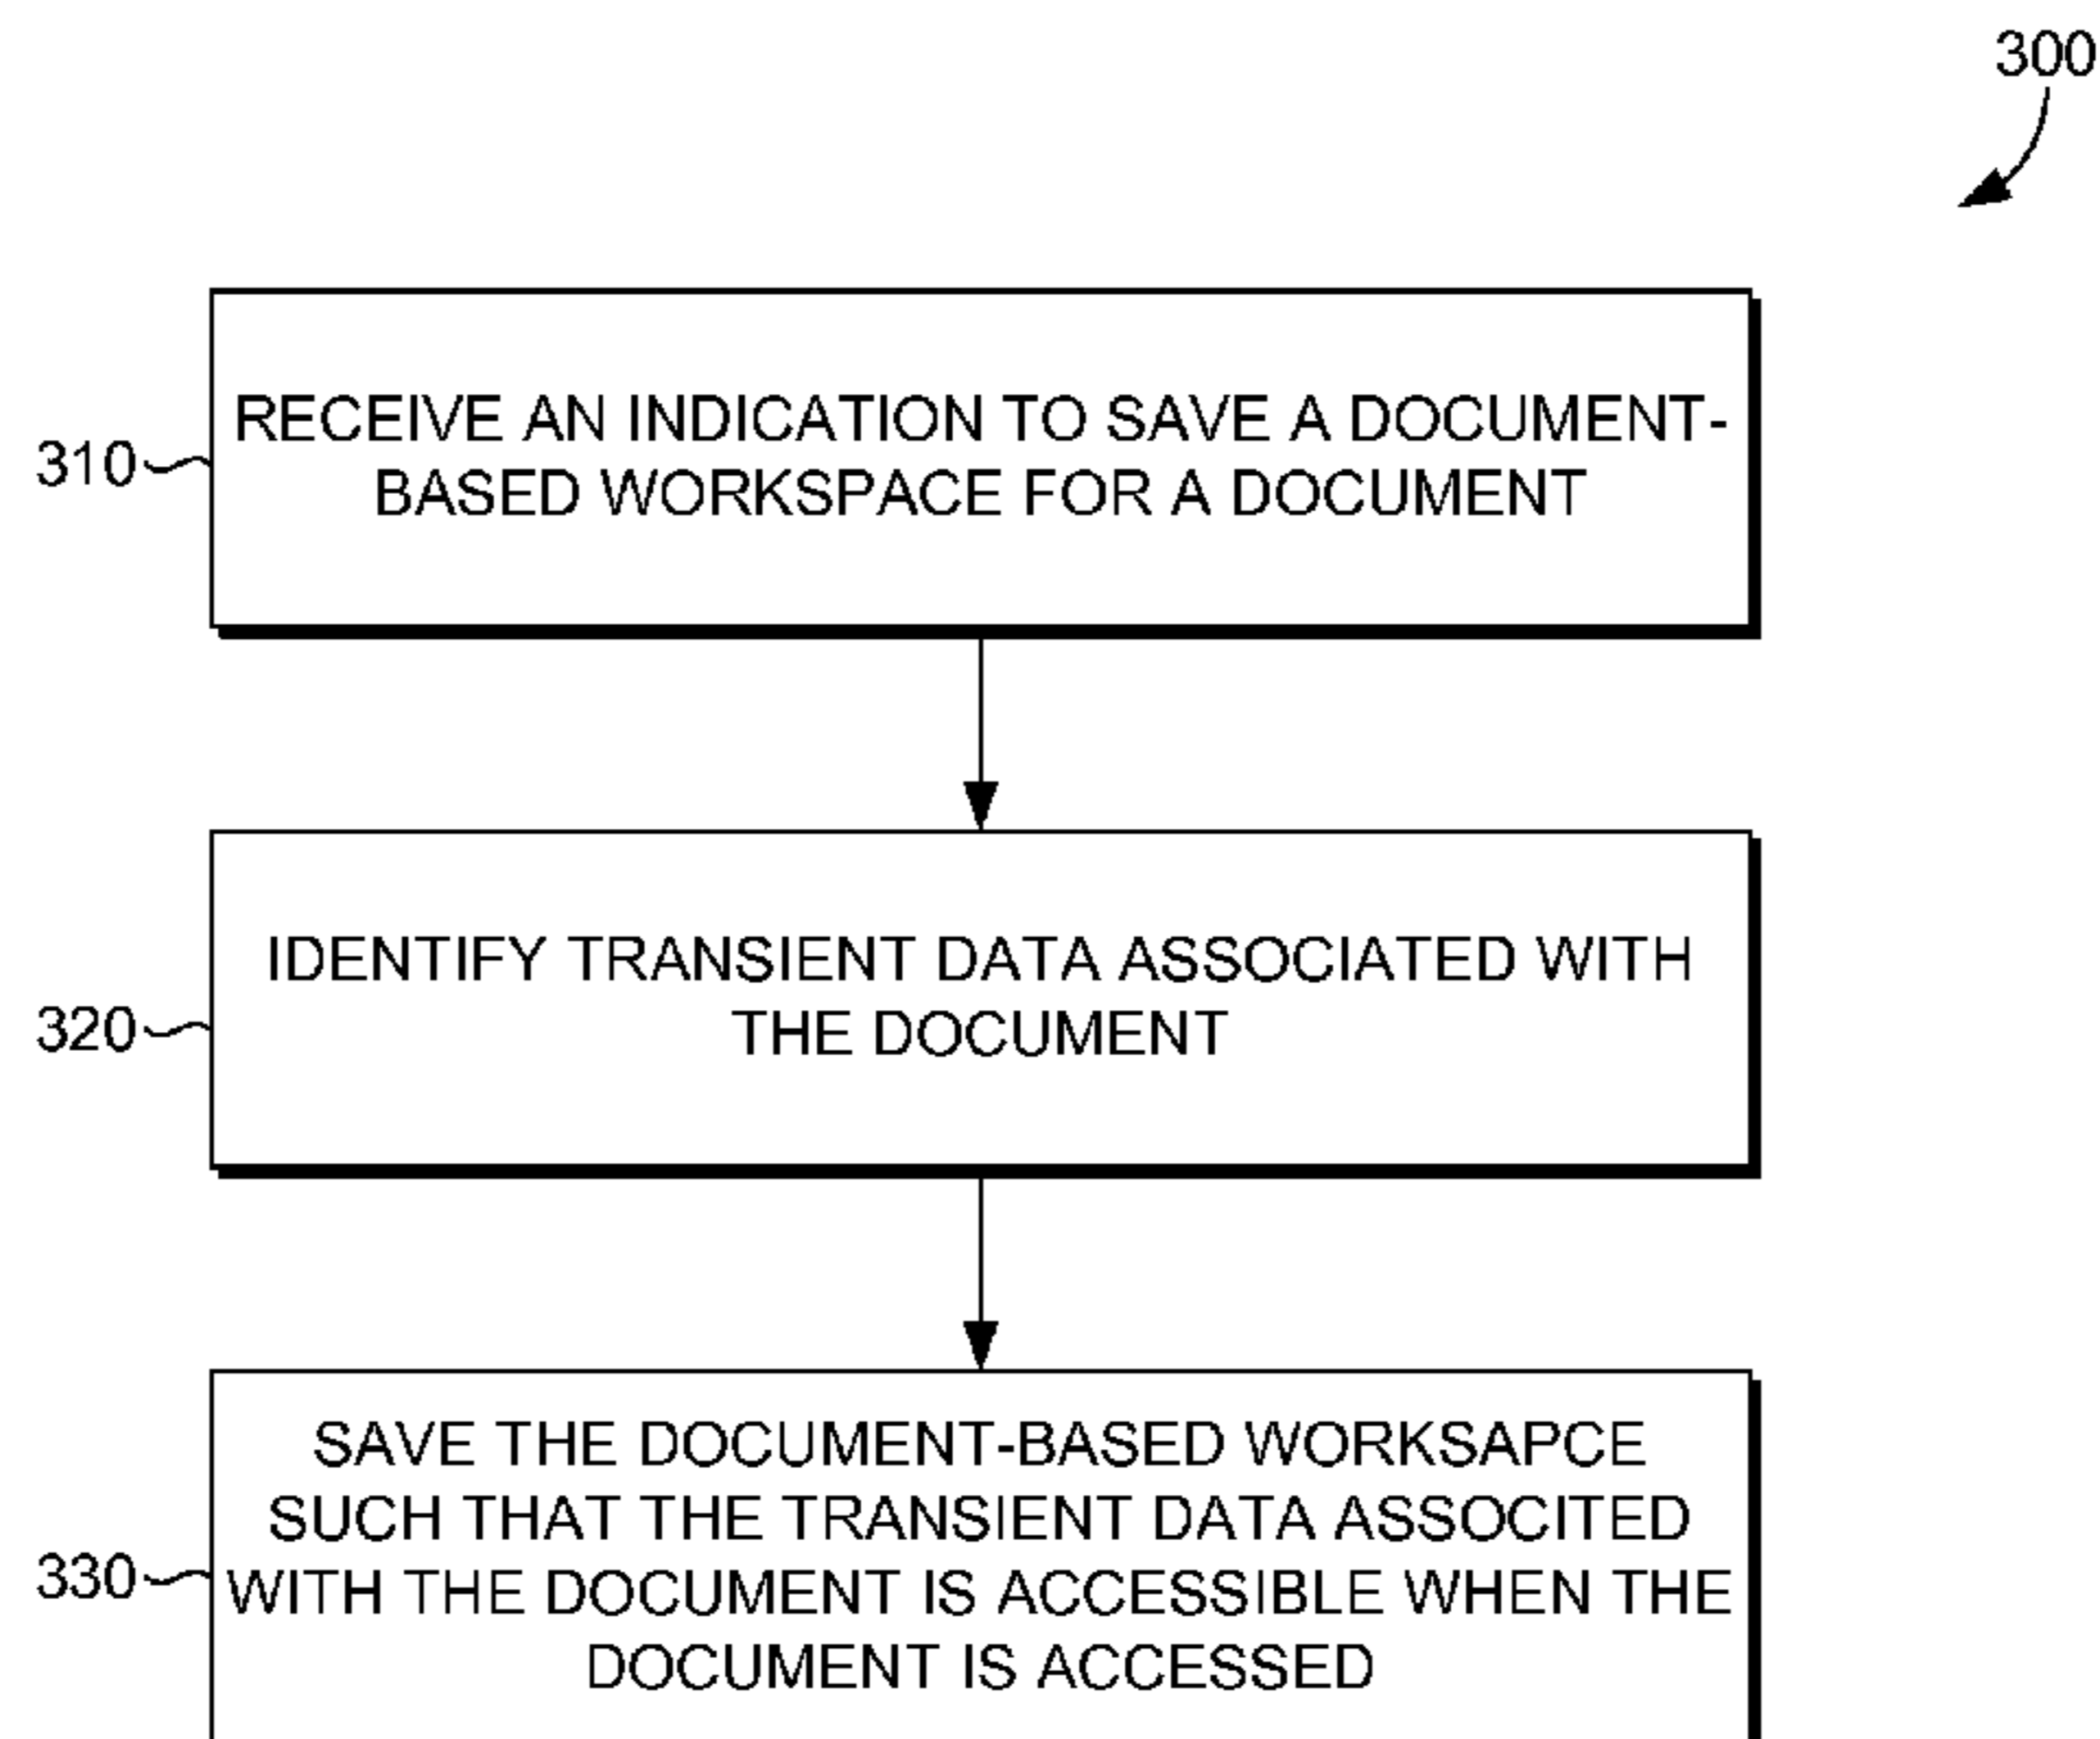 300
310
RECEIVE AN INDICATION TO SAVE A DOCUMENT-
BASED WORKSPACE FOR A DOCUMENT
320
IDENTIFY TRANSIENT DATA ASSOCIATED WITH
THE DOCUMENT
330
SAVE THE DOCUMENT-BASED WORKSAPCE
SUCH THAT THE TRANSIENT DATA ASSOCITED
WITH THE DOCUMENT IS ACCESSIBLE WHEN THE
DOCUMENT IS ACCESSED